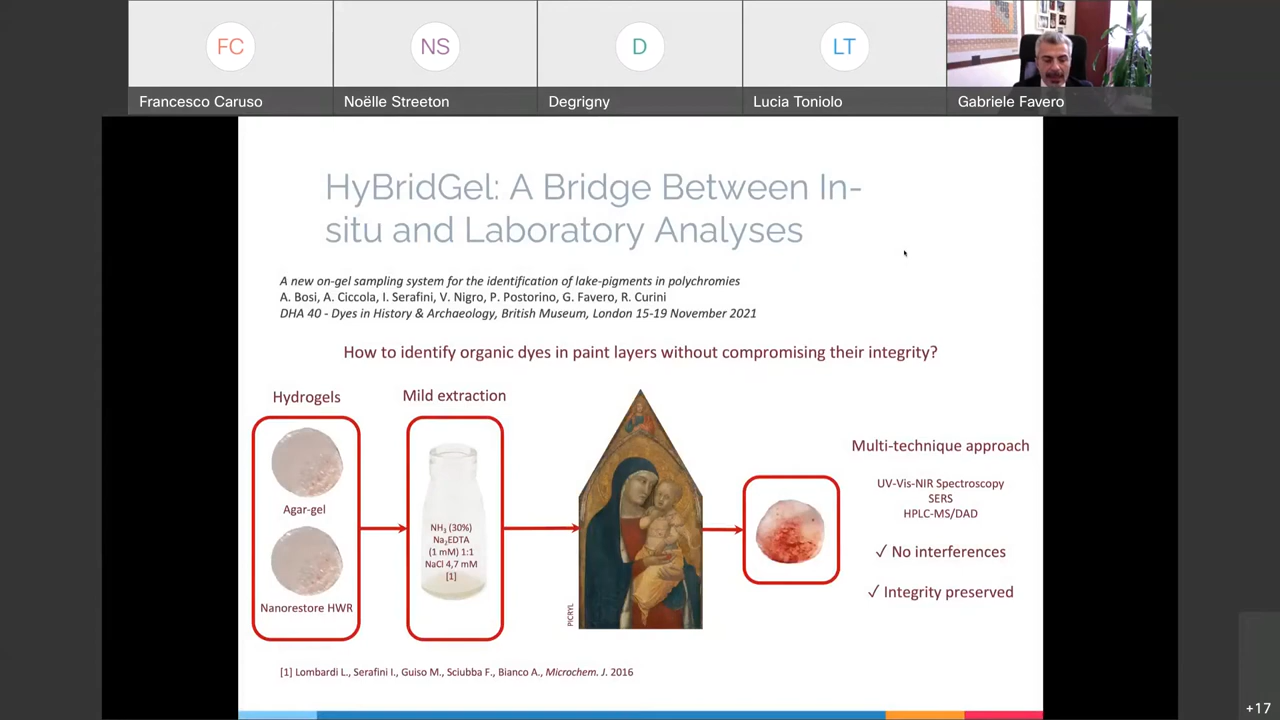 FC
NS
D
LT
Francesco Caruso
Noëlle Streeton
Degrigny
Lucia Toniolo
Gabriele Favero
HyBridGel: A Bridge Between In-
situ and Laboratory Analyses
A new on-gel sampling system for the identification of lake-pigments in polychromies
A. Bosi, A. Ciccola, I. Serafini, V. Nigro, P. Postorino, G. Favero, R. Curini
DHA 40 - Dyes in History & Archaeology, British Museum, London 15-19 November 2021
How to identify organic dyes in paint layers without compromising their integrity?
Hydrogels
Agar-gel
Nanorestore HWR
Mild extraction
NH₃ (30%)
Na₂EDTA
(1 mM) 1:1
NaCl 4,7 mM
[1]
PICRYL
Multi-technique approach
UV-Vis-NIR Spectroscopy
SERS
HPLC-MS/DAD
✓ No interferences
✓ Integrity preserved
[1] Lombardi L., Serafini I., Guiso M., Sciubba F., Bianco A., Microchem. J. 2016
+17